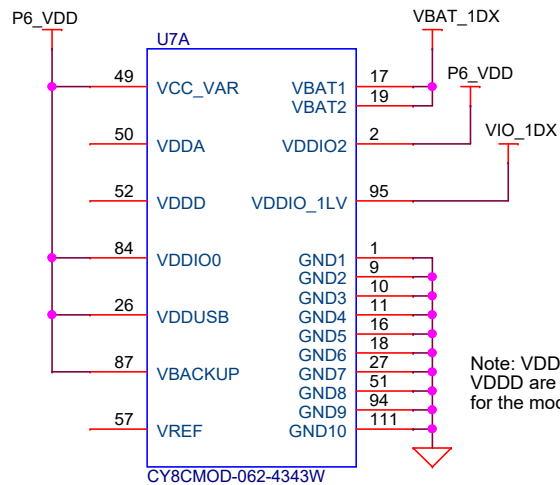 P6_VDD
VBAT_1DX
U7A
P6_VDD
49 VCC_VAR VBAT1 17
VBAT2 19
VIO_1DX
50 VDDA VDDIO2 2
52 VDDD VDDIO_1LV 95
84 VDDIO0 GND1 1
GND2 9
GND3 10
26 VDDUSB GND4 11
GND5 16
GND6 18
87 VBACKUP GND7 27
GND8 51
GND9 94
57 VREF GND10 111
Note: VDD
VDDD are
for the mod
CY8CMOD-062-4343W